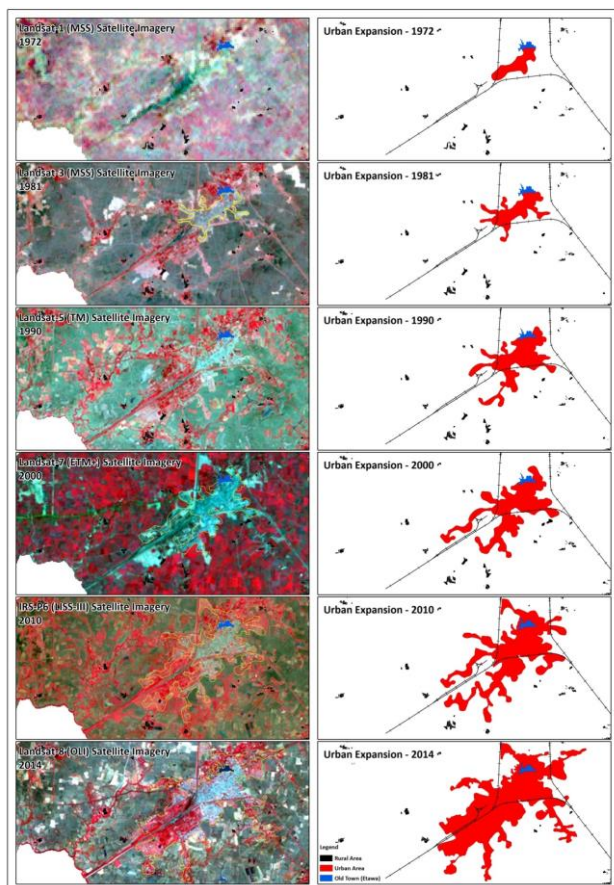 Landsat-1 (MSS) Satellite Imagery
1972
Urban Expansion - 1972
Landsat-3 (MSS) Satellite Imagery
1981
Urban Expansion - 1981
Landsat-5 (TM) Satellite Imagery
1990
Urban Expansion - 1990
Landsat-7 (ETM+) Satellite Imagery
2000
Urban Expansion - 2000
IRS-P6 (LISS-III) Satellite Imagery
2010
Urban Expansion - 2010
Landsat-8 (OLI) Satellite Imagery
2014
Urban Expansion - 2014
Legend
Rural Area
Urban Area
Old Town (Etawa)